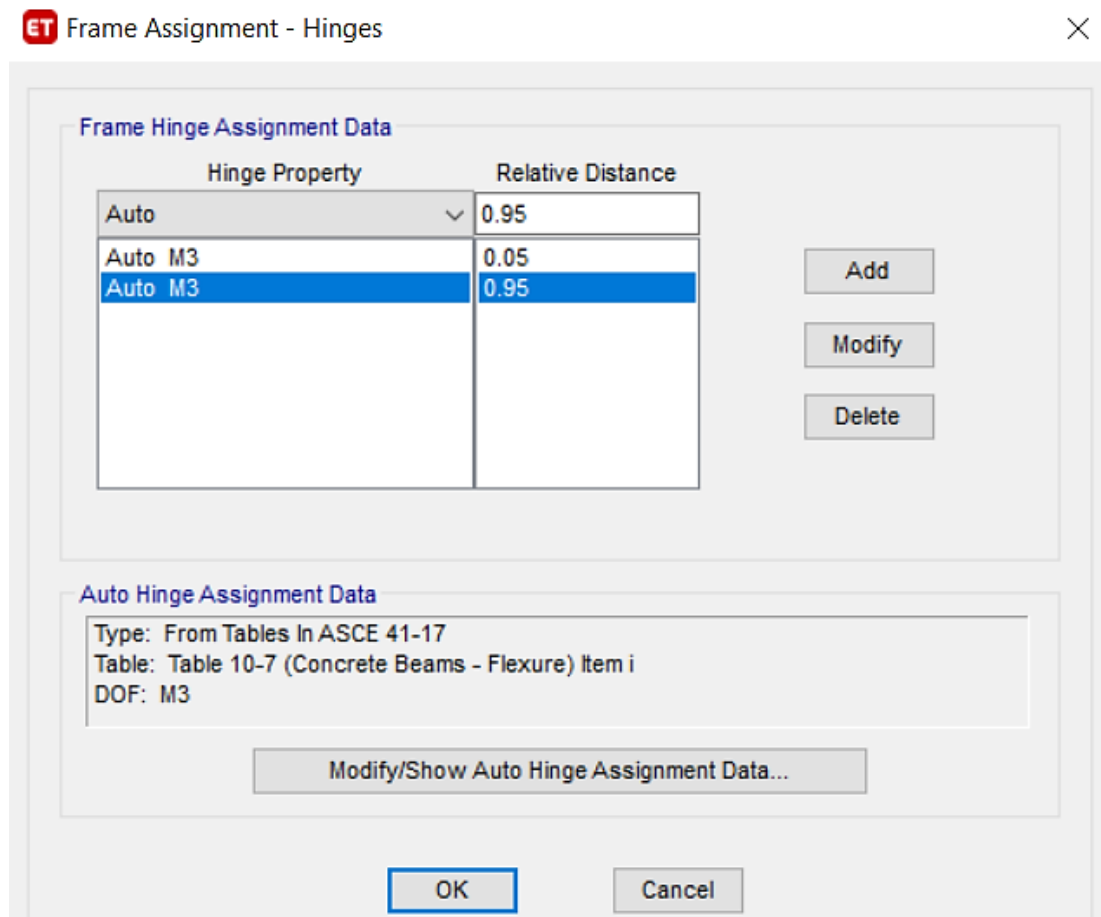 ET Frame Assignment - Hinges
Frame Hinge Assignment Data
Hinge Property Relative Distance
Auto 0.95
Auto M3 0.05
Auto M3 0.95
Add
Modify
Delete
Auto Hinge Assignment Data
Type: From Tables In ASCE 41-17
Table: Table 10-7 (Concrete Beams - Flexure) Item i
DOF: M3
Modify/Show Auto Hinge Assignment Data...
OK Cancel